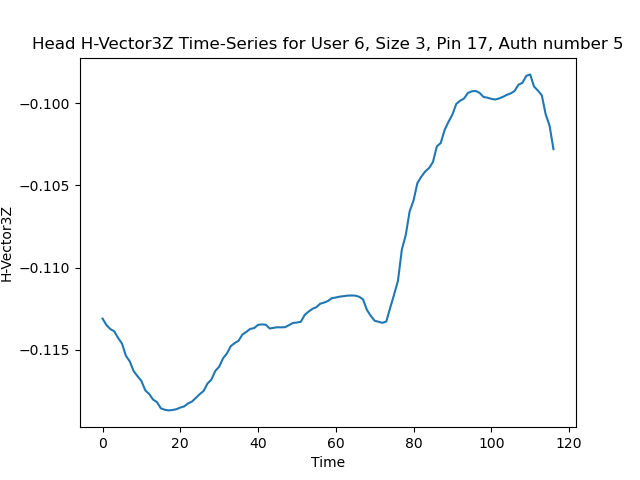 Head H-Vector3Z Time-Series for User 6, Size 3, Pin 17, Auth number 5
−0.100
−0.105
−0.110
−0.115
H-Vector3Z
0 20 40 60 80 100 120
Time